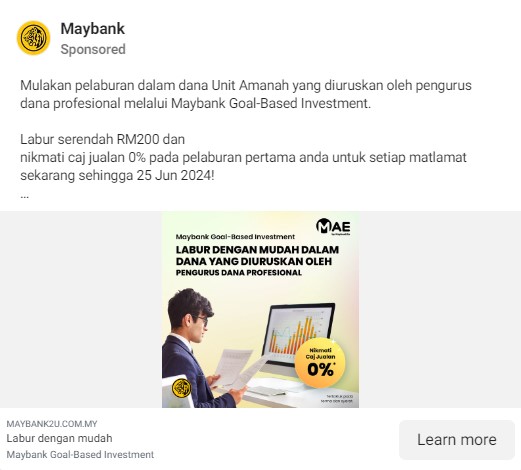 Maybank
Sponsored
Mulakan pelaburan dalam dana Unit Amanah yang diuruskan oleh pengurus
dana profesional melalui Maybank Goal-Based Investment.
Labur serendah RM200 dan
nikmati caj jualan 0% pada pelaburan pertama anda untuk setiap matlamat
sekarang sehingga 25 Jun 2024!
...
MAE
Maybank Goal-Based Investment
LABUR DENGAN MUDAH DALAM
DANA YANG DIURUSKAN OLEH
PENGURUS DANA PROFESIONAL
Nikmati
Caj Jualan
0%*
MAYBANK2U.COM.MY
Labur dengan mudah
Maybank Goal-Based Investment
Learn more